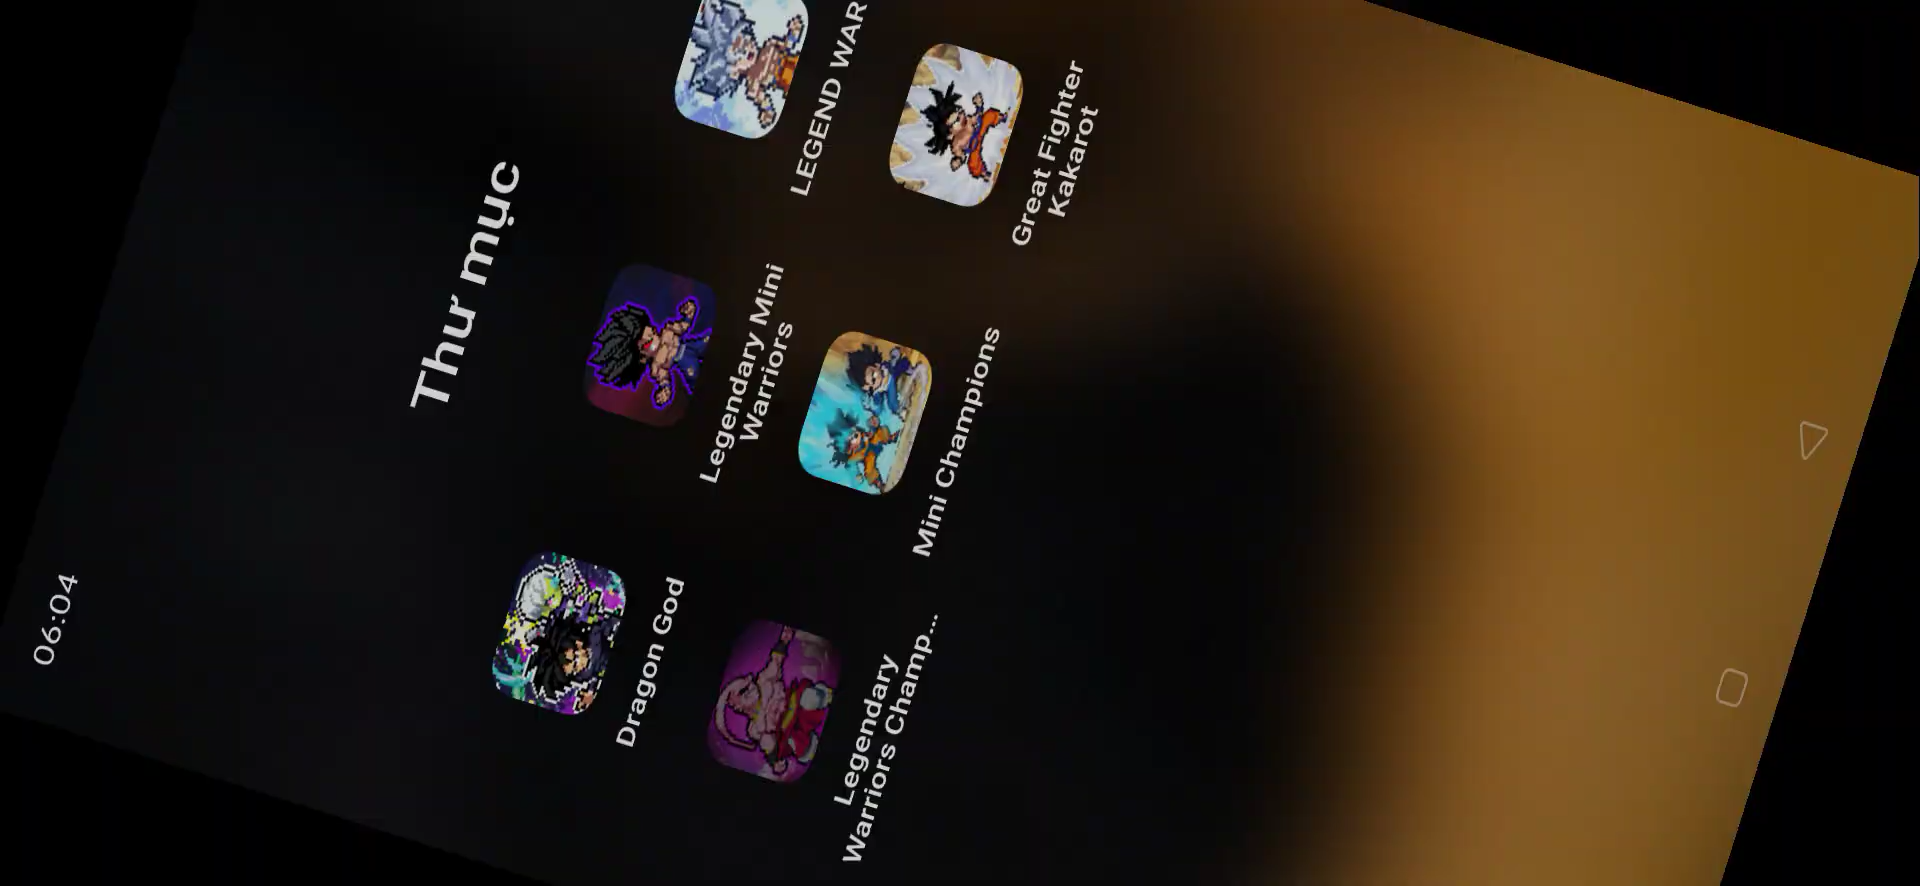 06:04
Thư mục
Dragon God
Legendary Mini
Warriors
LEGEND WAR
Legendary
Warriors Champ...
Mini Champions
Great Fighter
Kakarot